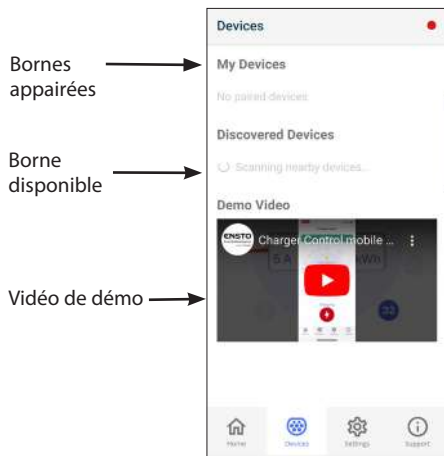 Devices
Bornes
appairées
My Devices
No paired devices
Discovered Devices
Borne
disponible
Scanning nearby devices...
Demo Video
ENSTO
Charger Control mobile ...
5 A
kWh
Vidéo de démo
32
Home
Devices
Settings
Support